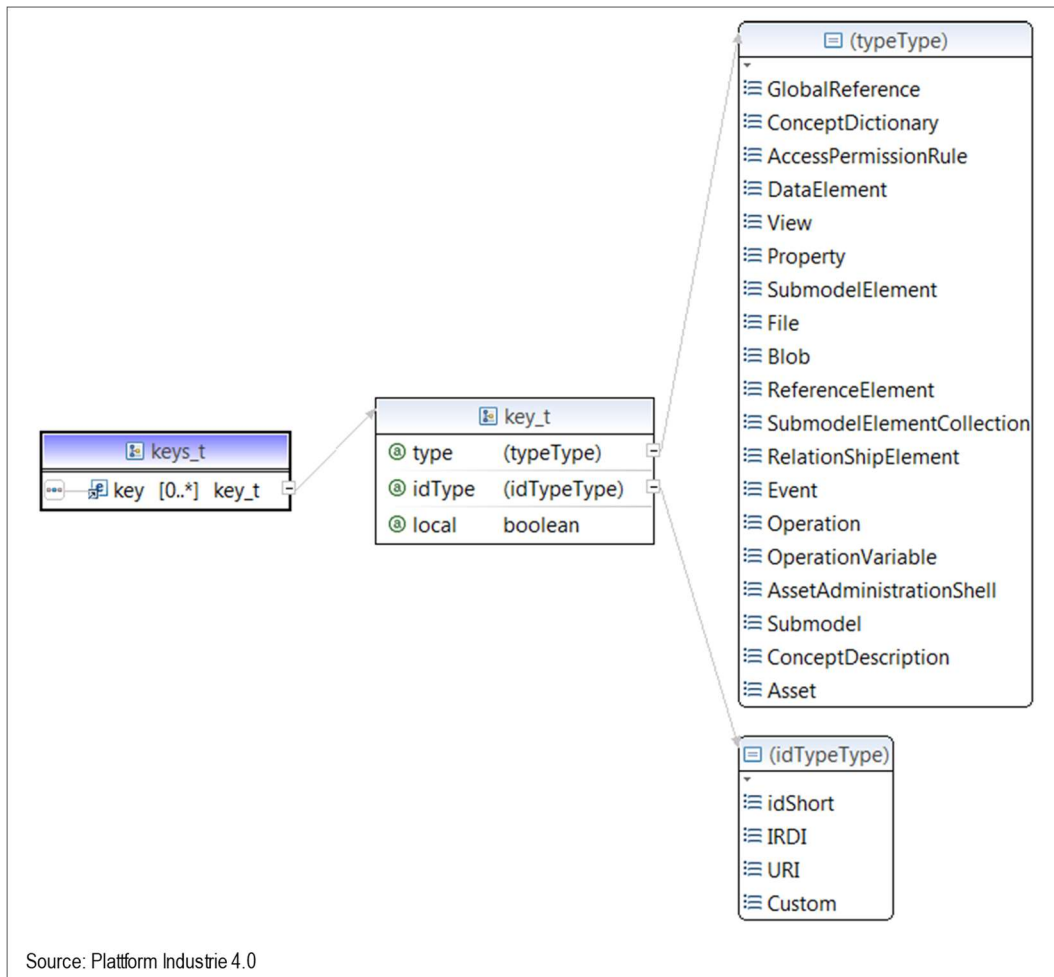 keys_t
key [0..*] key_t
key_t
type (typeType)
idType (idTypeType)
local boolean
(typeType)
GlobalReference
ConceptDictionary
AccessPermissionRule
DataElement
View
Property
SubmodelElement
File
Blob
ReferenceElement
SubmodelElementCollection
RelationShipElement
Event
Operation
OperationVariable
AssetAdministrationShell
Submodel
ConceptDescription
Asset
(idTypeType)
idShort
IRDI
URI
Custom
Source: Plattform Industrie 4.0